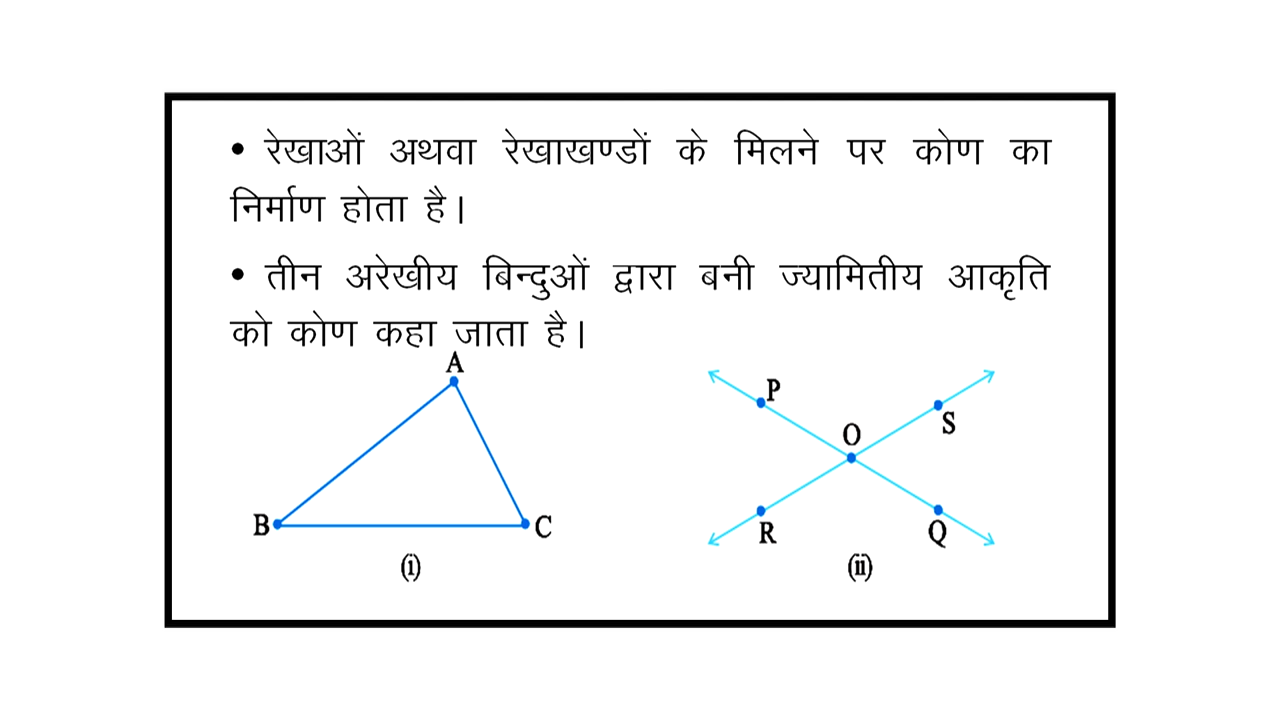 • रेखाओं अथवा रेखाखण्डों के मिलने पर कोण का
निर्माण होता है।
• तीन अरेखीय बिन्दुओं द्वारा बनी ज्यामितीय आकृति
को कोण कहा जाता है।
A
B
C
(i)
P
O
S
R
Q
(ii)